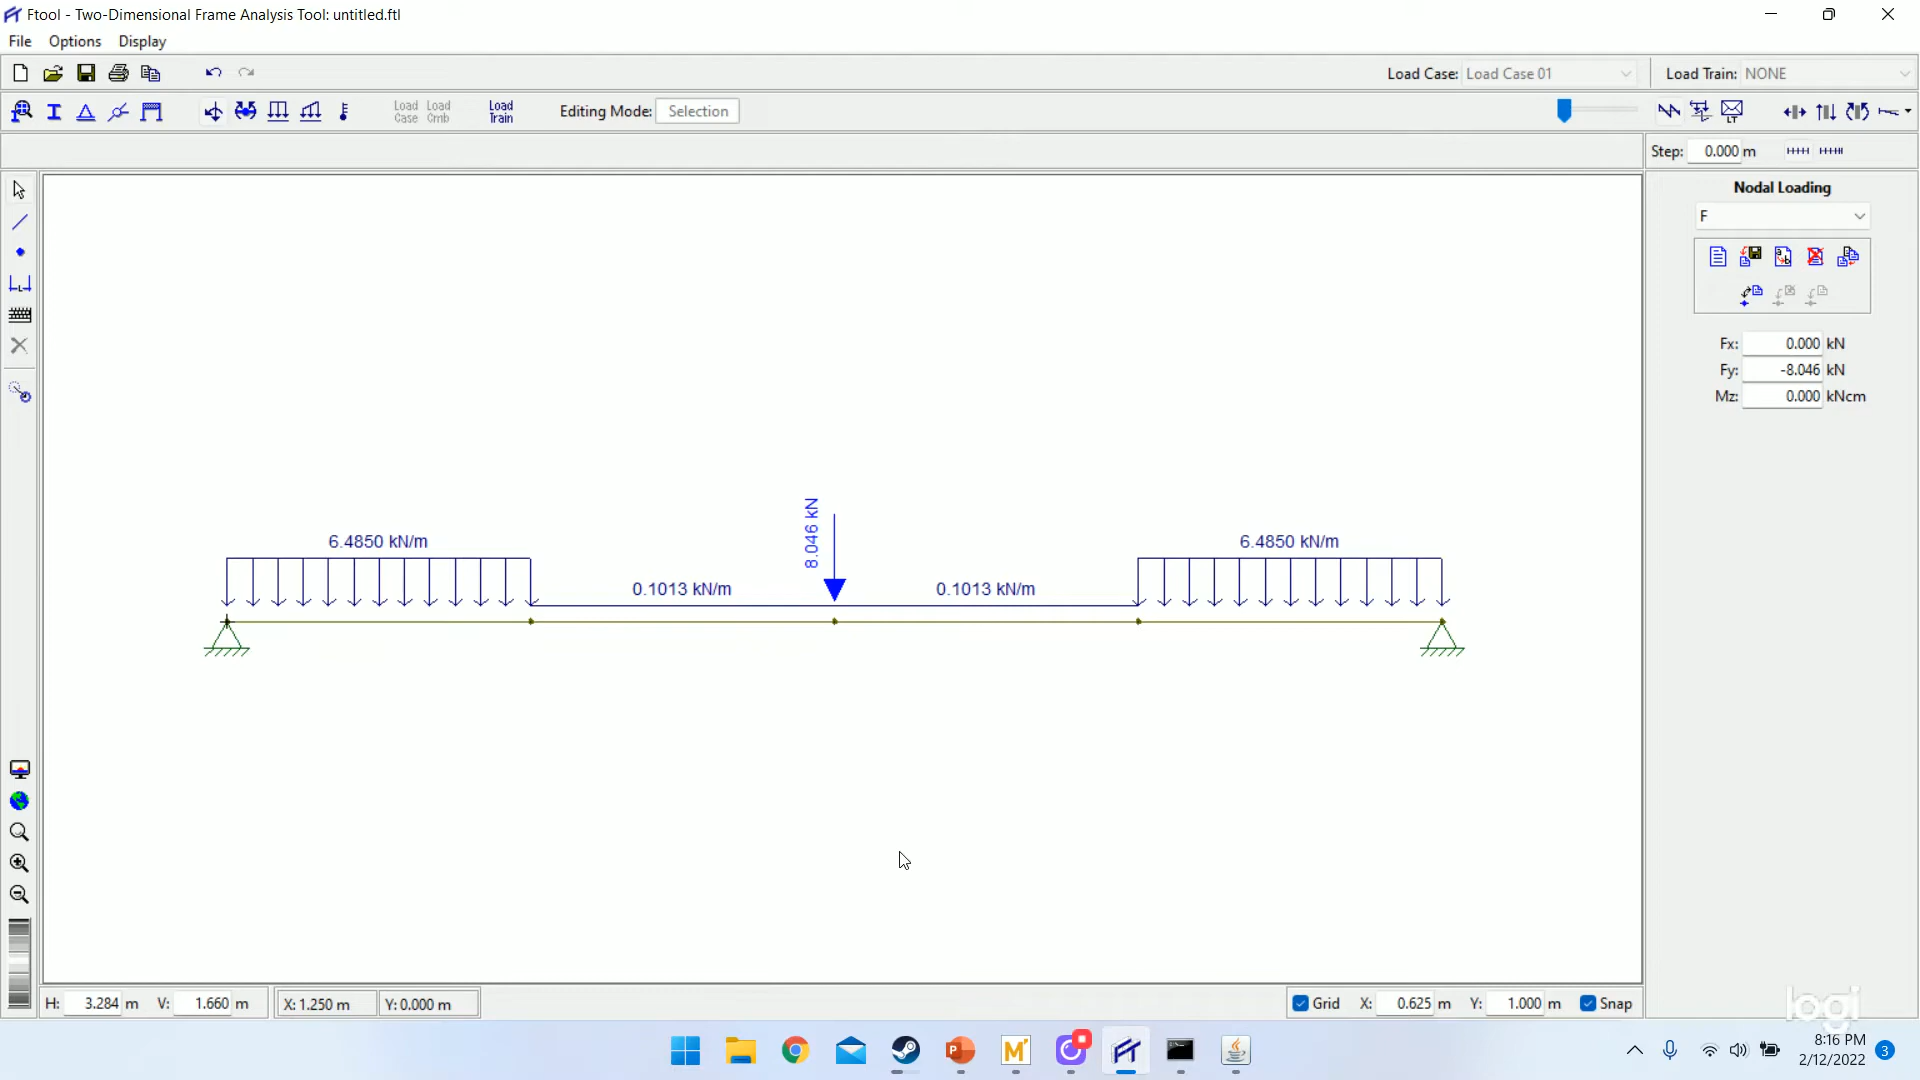 Ftool - Two-Dimensional Frame Analysis Tool: untitled.ftl
File Options Display
Load Case: Load Case 01 Load Train: NONE
Load Case Load Cmb Load Train Editing Mode: Selection
Step: 0.000 m
Nodal Loading
F
Fx: 0.000 kN
Fy: -8.046 kN
Mz: 0.000 kNcm
8.046 kN
6.4850 kN/m 6.4850 kN/m
0.1013 kN/m 0.1013 kN/m
H: 3.284 m V: 1.660 m X: 1.250 m Y: 0.000 m Grid X: 0.625 m Y: 1.000 m Snap
logi
8:16 PM
2/12/2022 3